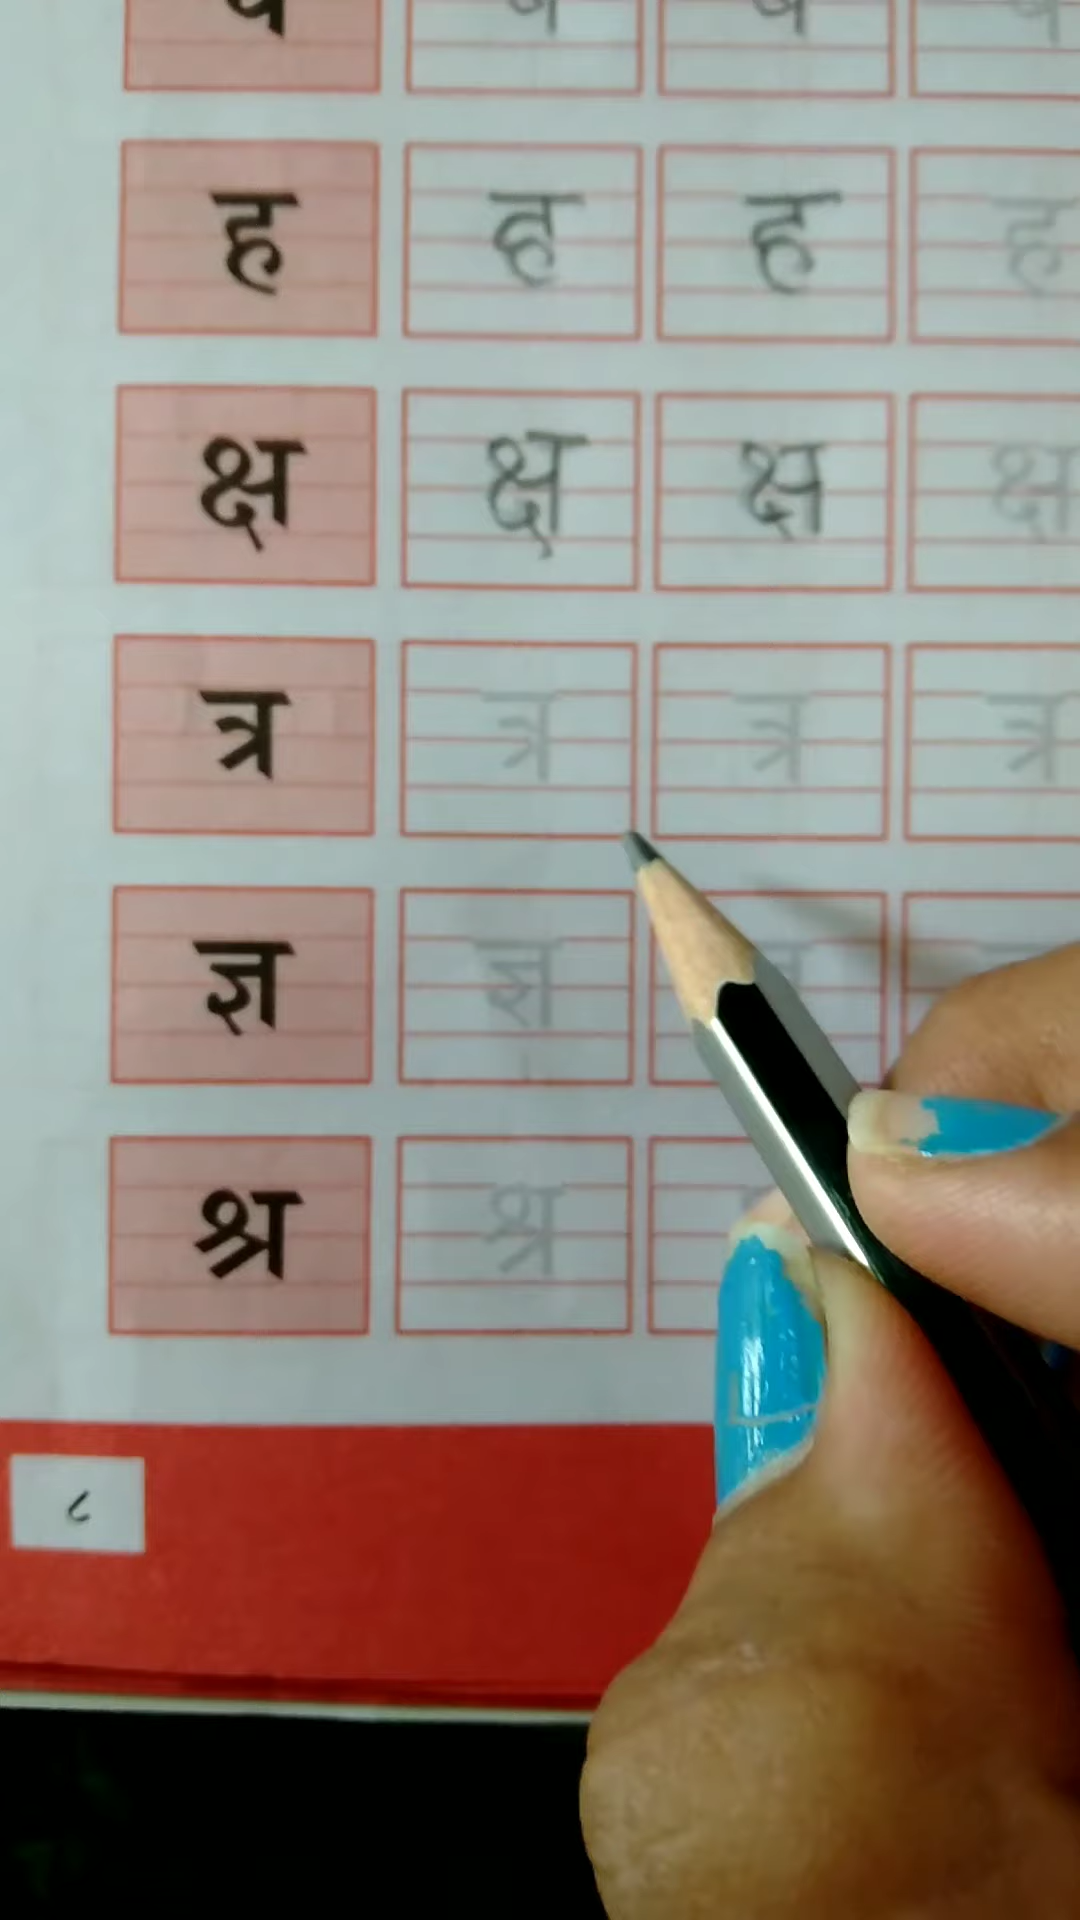 ह ह ह ह
क्ष क्ष क्ष क्ष
त्र त्र त्र त्र
ज्ञ ज्ञ
श्र श्र
८